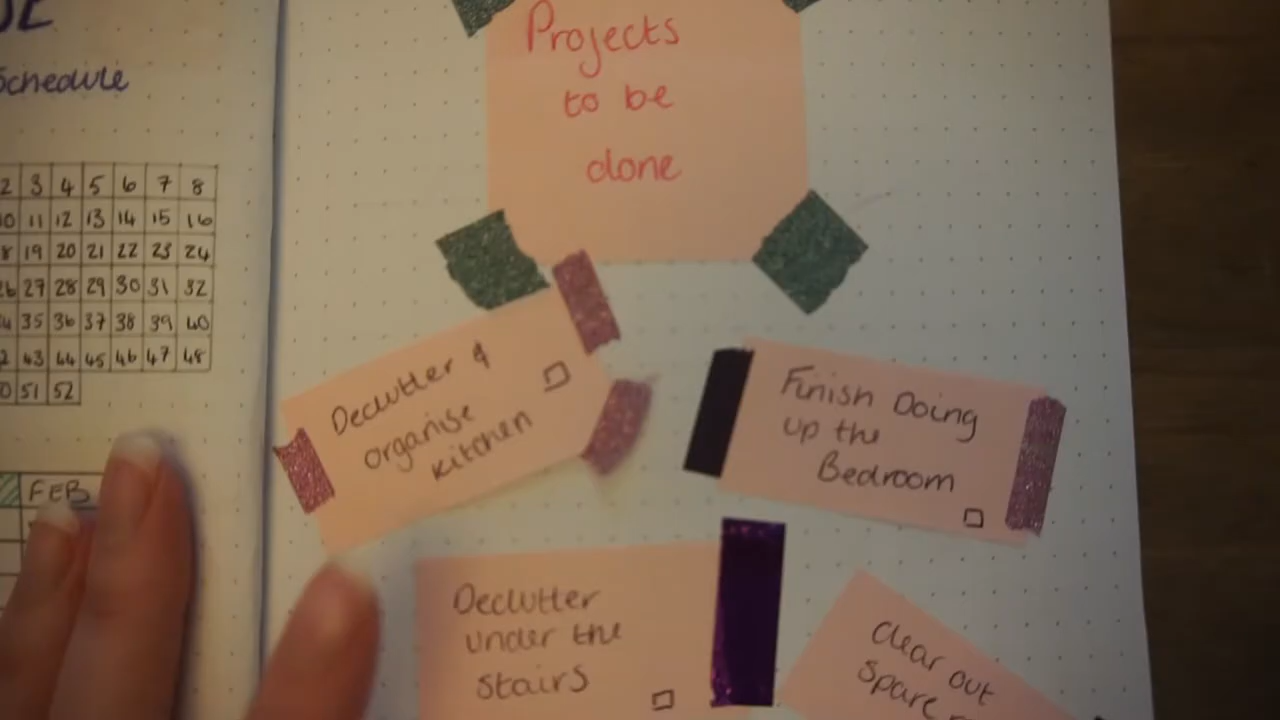 Schedule
2 3 4 5 6 7 8
10 11 12 13 14 15 16
18 19 20 21 22 23 24
26 27 28 29 30 31 32
34 35 36 37 38 39 40
42 43 44 45 46 47 48
50 51 52
FEB
Projects
to be
done
Declutter &
organise
kitchen
Finish Doing
up the
Bedroom
Declutter
under the
stairs
Clear out
spare